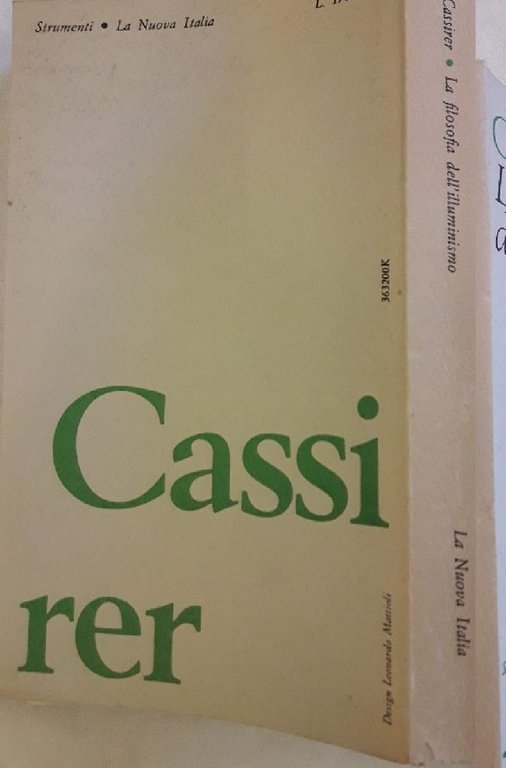 Strumenti • La Nuova Italia
L.
363200K
Cassi
rer
Design Leonardo Mattioli
Cassirer • La filosofia dell'illuminismo
La Nuova Italia